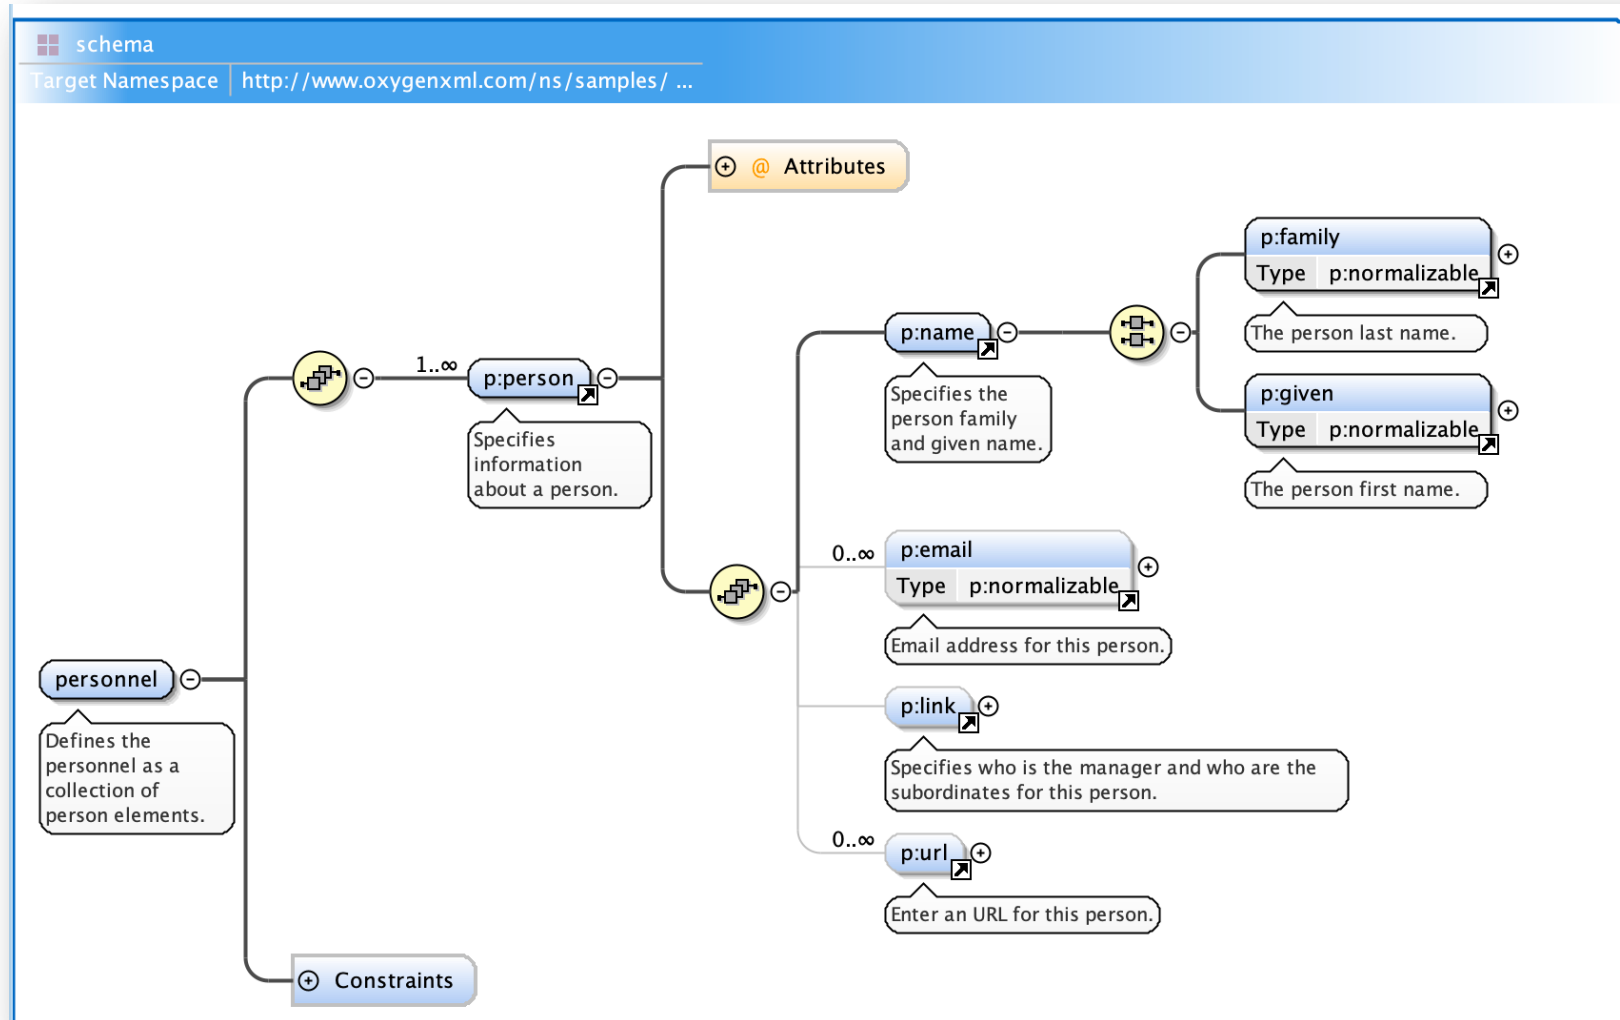 schema
Target Namespace http://www.oxygenxml.com/ns/samples/ ...
@ Attributes
p:family
Type p:normalizable
The person last name.
p:name
Specifies the
person family
and given name.
1..∞
p:person
Specifies
information
about a person.
p:given
Type p:normalizable
The person first name.
0..∞
p:email
Type p:normalizable
Email address for this person.
personnel
Defines the
personnel as a
collection of
person elements.
p:link
Specifies who is the manager and who are the
subordinates for this person.
0..∞
p:url
Enter an URL for this person.
Constraints